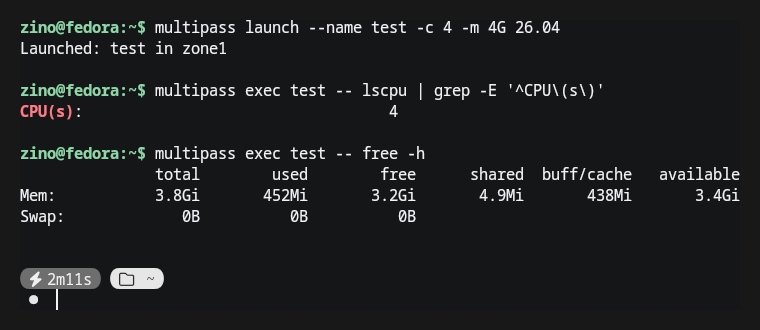 zino@fedora:~$ multipass launch --name test -c 4 -m 4G 26.04
Launched: test in zone1
zino@fedora:~$ multipass exec test -- lscpu | grep -E '^CPU\(s\)'
CPU(s):                                  4
zino@fedora:~$ multipass exec test -- free -h
               total        used        free      shared  buff/cache   available
Mem:           3.8Gi       452Mi       3.2Gi       4.9Mi       438Mi       3.4Gi
Swap:             0B          0B          0B
2m11s ~